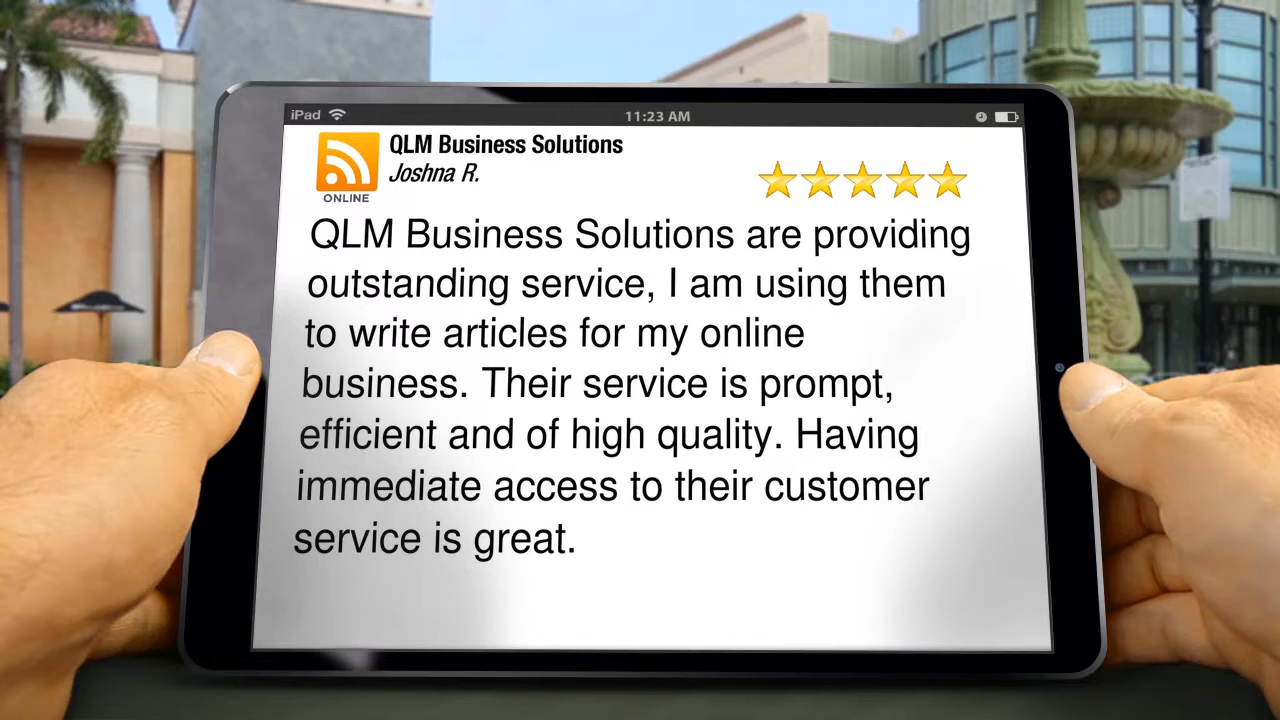 iPad 11:23 AM
QLM Business Solutions
Joshna R.
ONLINE
QLM Business Solutions are providing
outstanding service, I am using them
to write articles for my online
business. Their service is prompt,
efficient and of high quality. Having
immediate access to their customer
service is great.